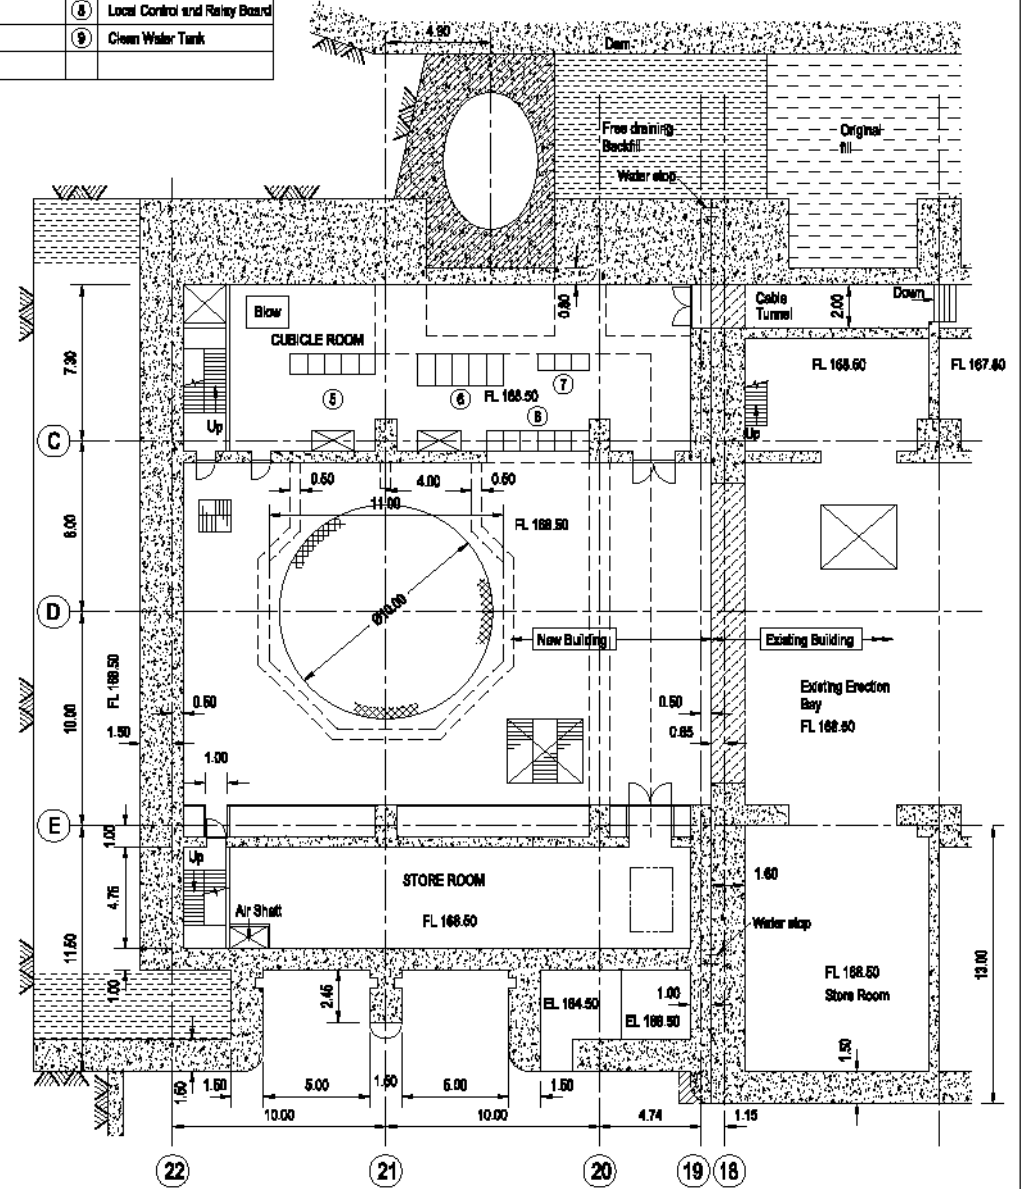 8 Local Control and Relay Board
9 Clean Water Tank
4.90
Dam
Free draining
Backfill
Original
fill
Water stop
Blow
0.80
Cable
Tunnel
2.00
Down
CUBICLE ROOM
7.30
FL 168.50
FL 167.80
5
6
7
FL 168.50
8
Up
Up
C
0.50
4.00
0.50
11.00
FL 168.50
6.00
Ø10.00
D
New Building
Existing Building
FL 168.50
Existing Erection
Bay
FL 168.50
0.50
0.50
10.00
1.50
0.65
1.00
E
1.00
Up
STORE ROOM
1.60
4.75
Air Shaft
FL 168.50
Water stop
11.50
13.00
FL 168.50
Store Room
1.00
2.45
EL 164.50
1.00
EL 166.50
1.50
1.50
1.50
5.00
1.50
5.00
1.50
10.00
10.00
4.74
1.15
22
21
20
19
18